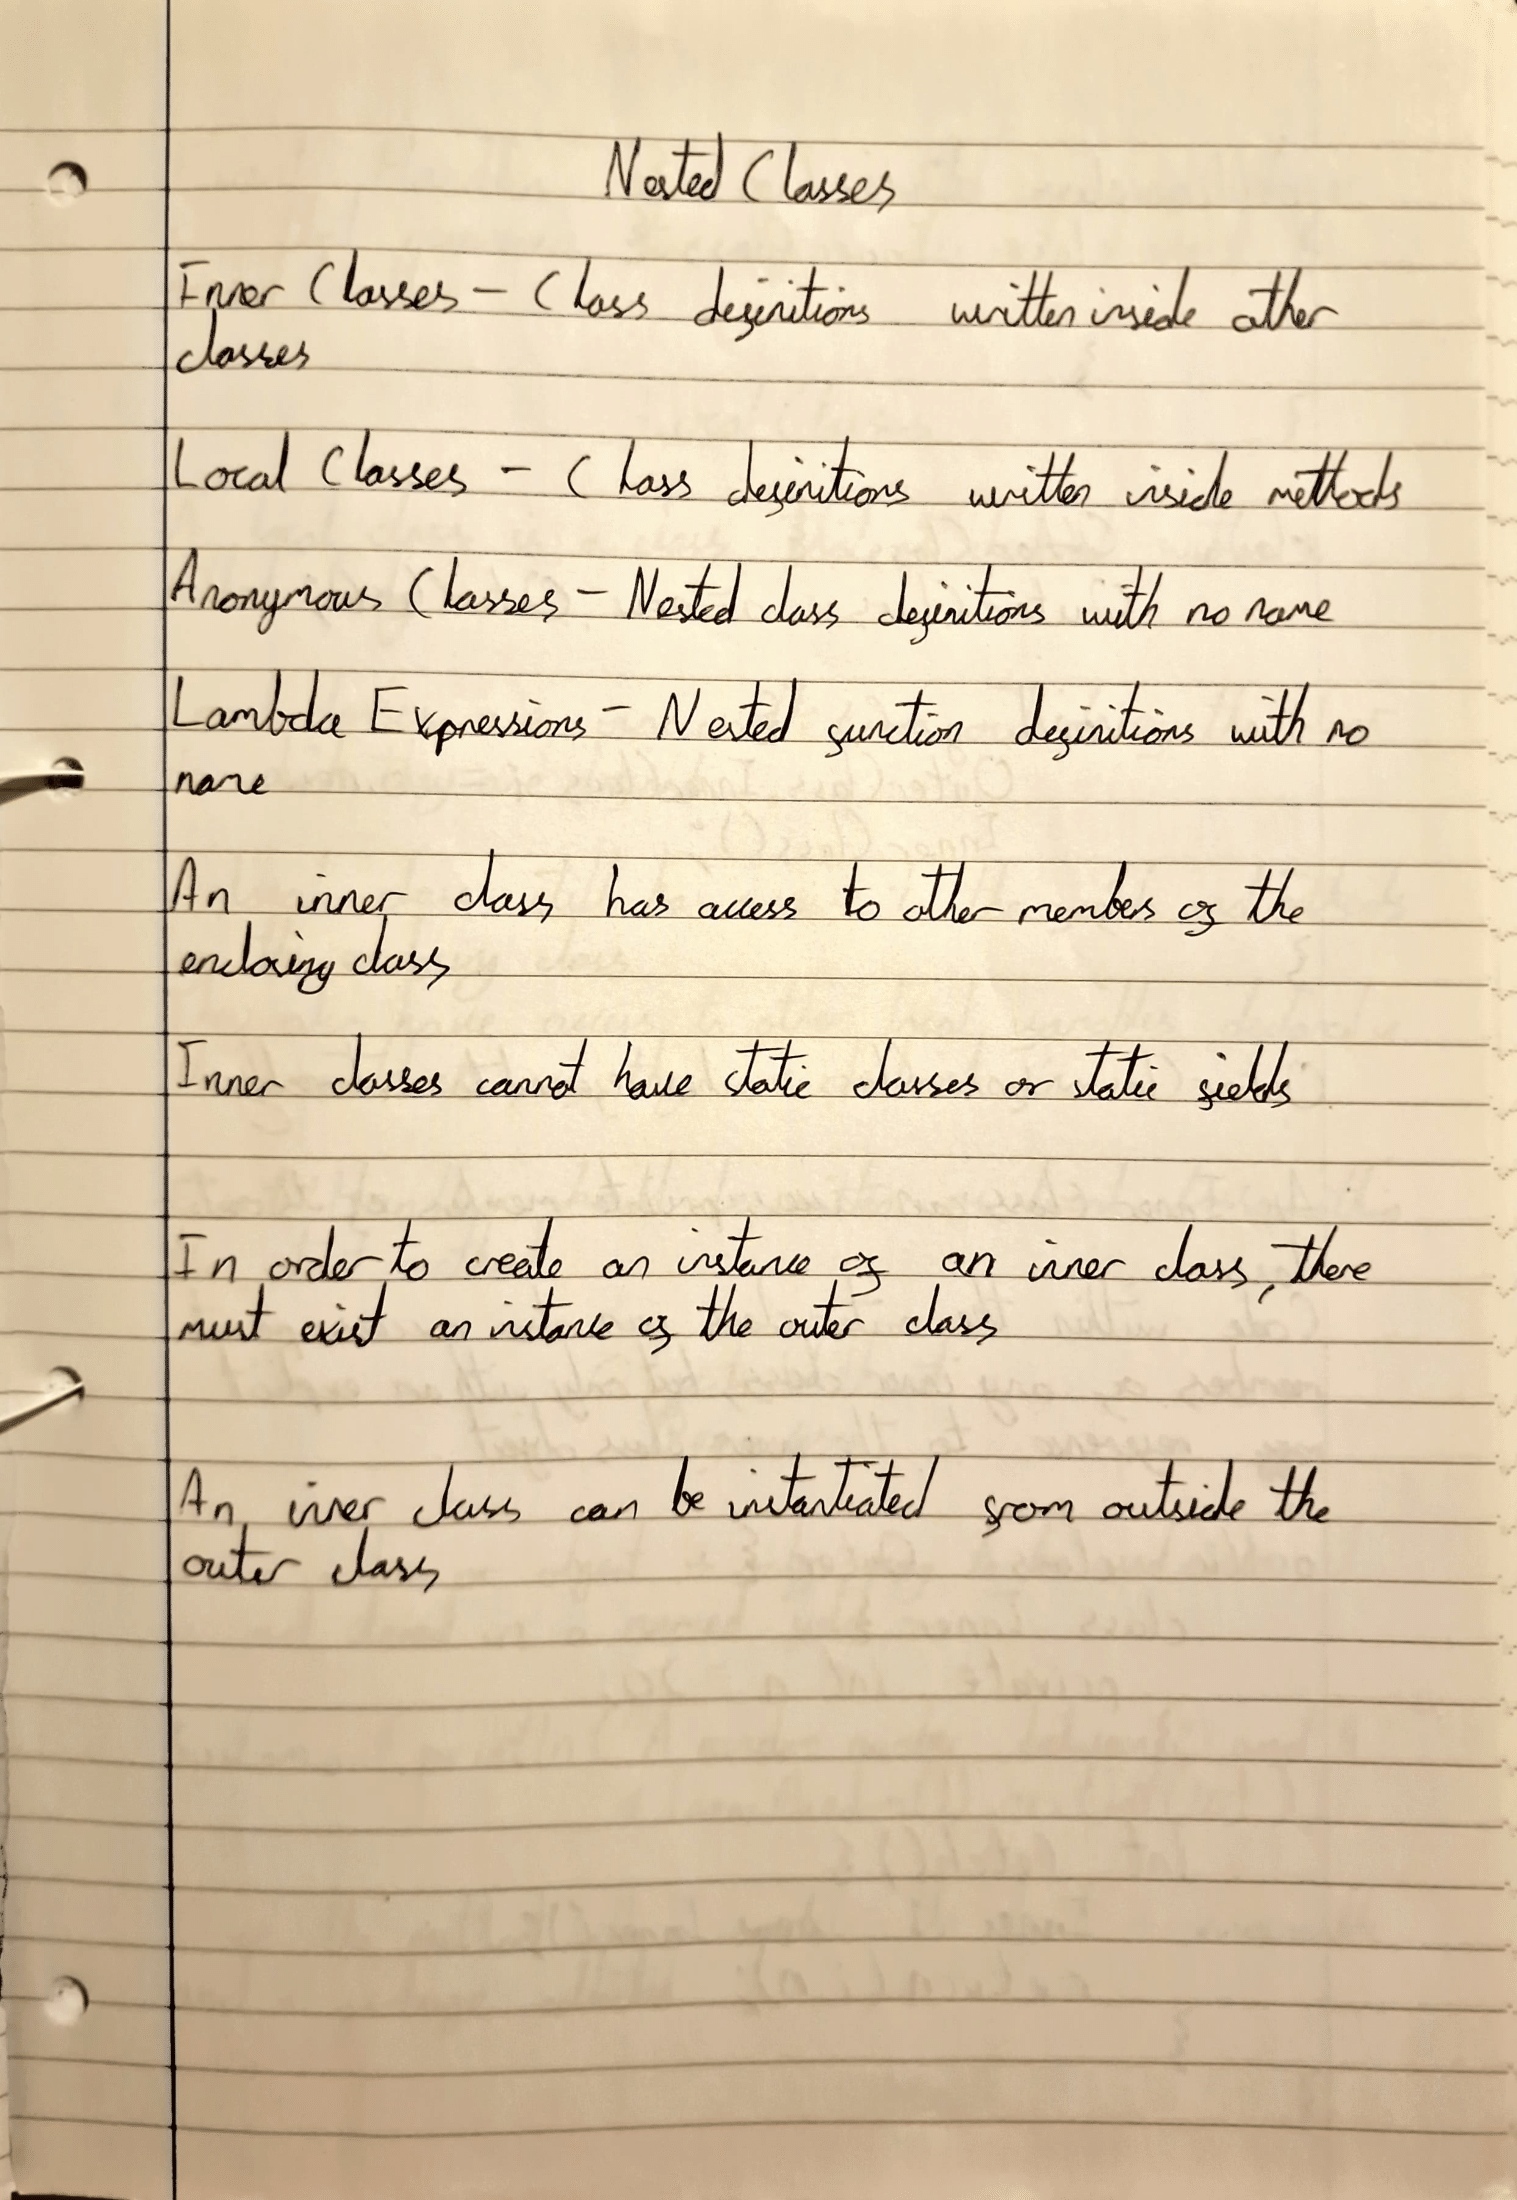 Nested Classes
Inner Classes – Class definitions written inside other
classes
Local Classes – Class definitions written inside methods
Anonymous Classes – Nested class definitions with no name
Lambda Expressions – Nested function definitions with no
name
An inner class has access to other members of the
enclosing class
Inner classes cannot have static classes or static fields
In order to create an instance of an inner class, there
must exist an instance of the outer class
An inner class can be instantiated from outside the
outer class